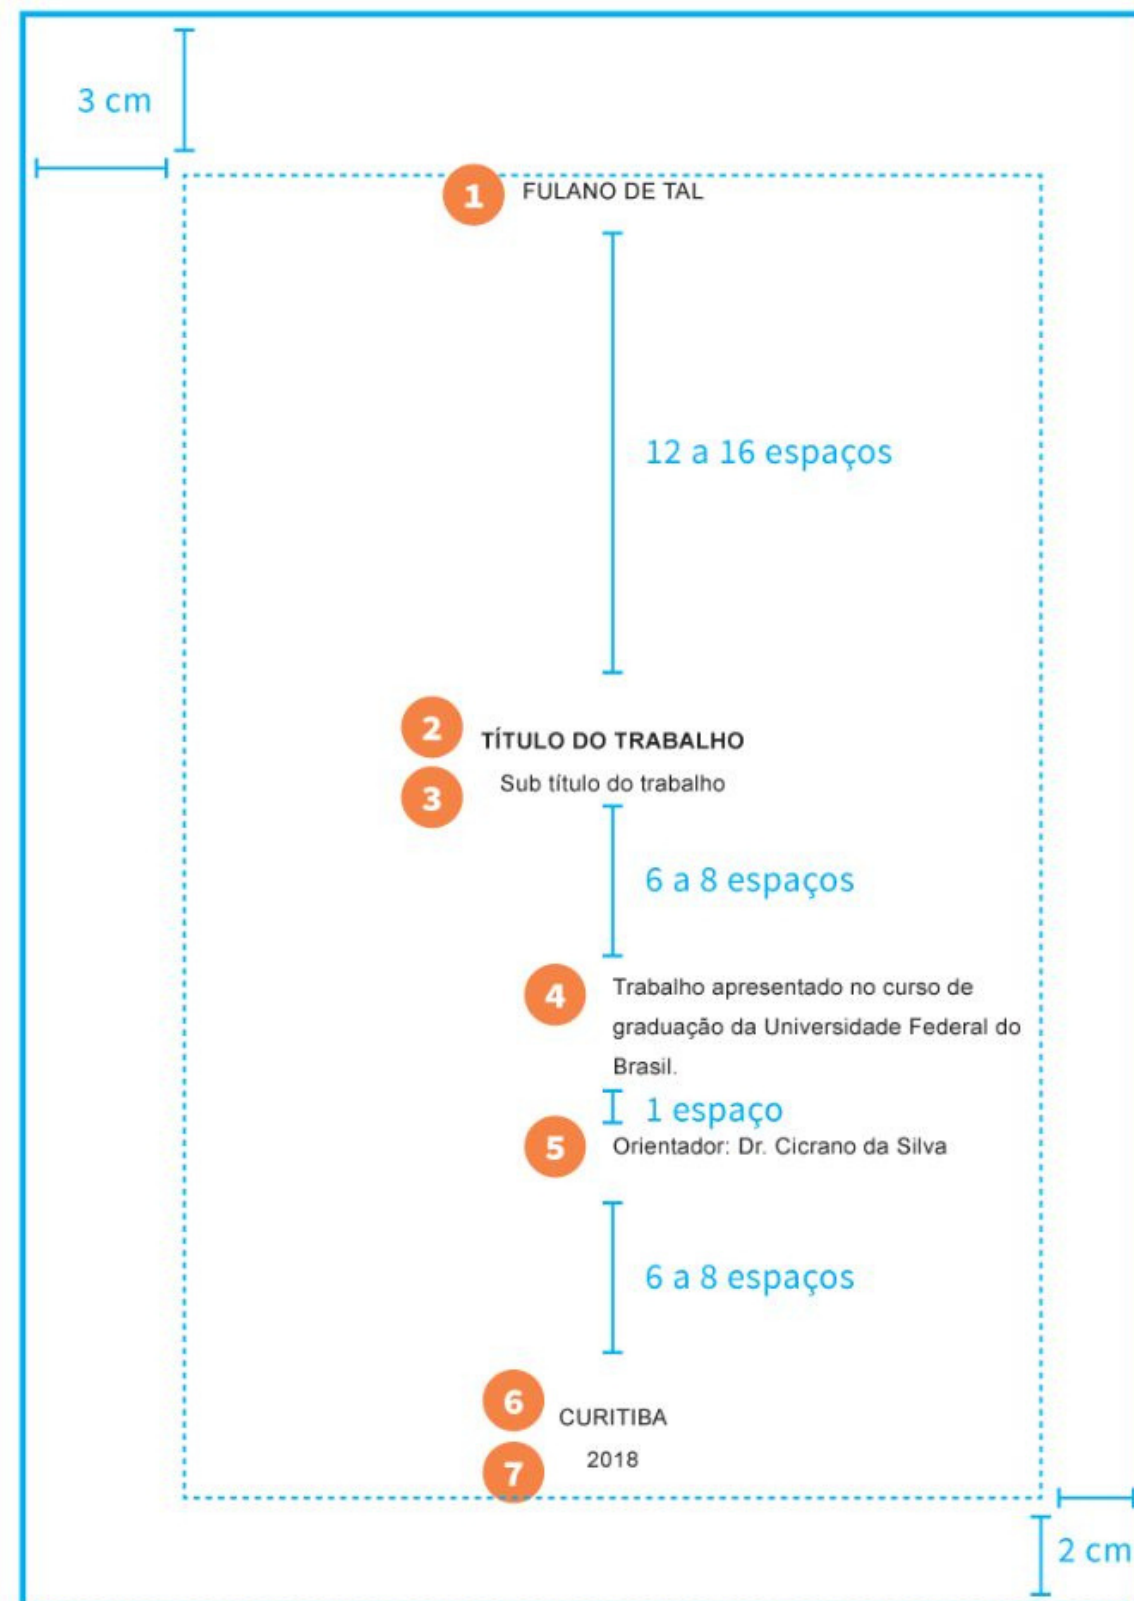 3 cm
1 FULANO DE TAL
12 a 16 espaços
2 TÍTULO DO TRABALHO
3 Sub título do trabalho
6 a 8 espaços
4 Trabalho apresentado no curso de
graduação da Universidade Federal do
Brasil.
1 espaço
5 Orientador: Dr. Cicrano da Silva
6 a 8 espaços
6 CURITIBA
7 2018
2 cm